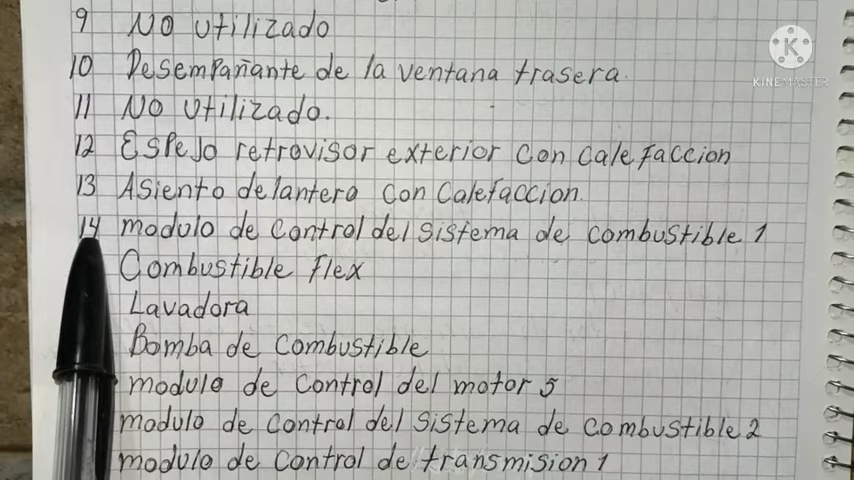 9 No utilizado
10 Desempañante de la ventana trasera.
11 No utilizado.
12 Espejo retrovisor exterior con calefaccion
13 Asiento delantero con calefaccion.
14 modulo de control del sistema de combustible 1
Combustible flex
Lavadora
Bomba de combustible
modulo de control del motor 5
modulo de control del sistema de combustible 2
modulo de control de transmision 1
K
KINEMASTER